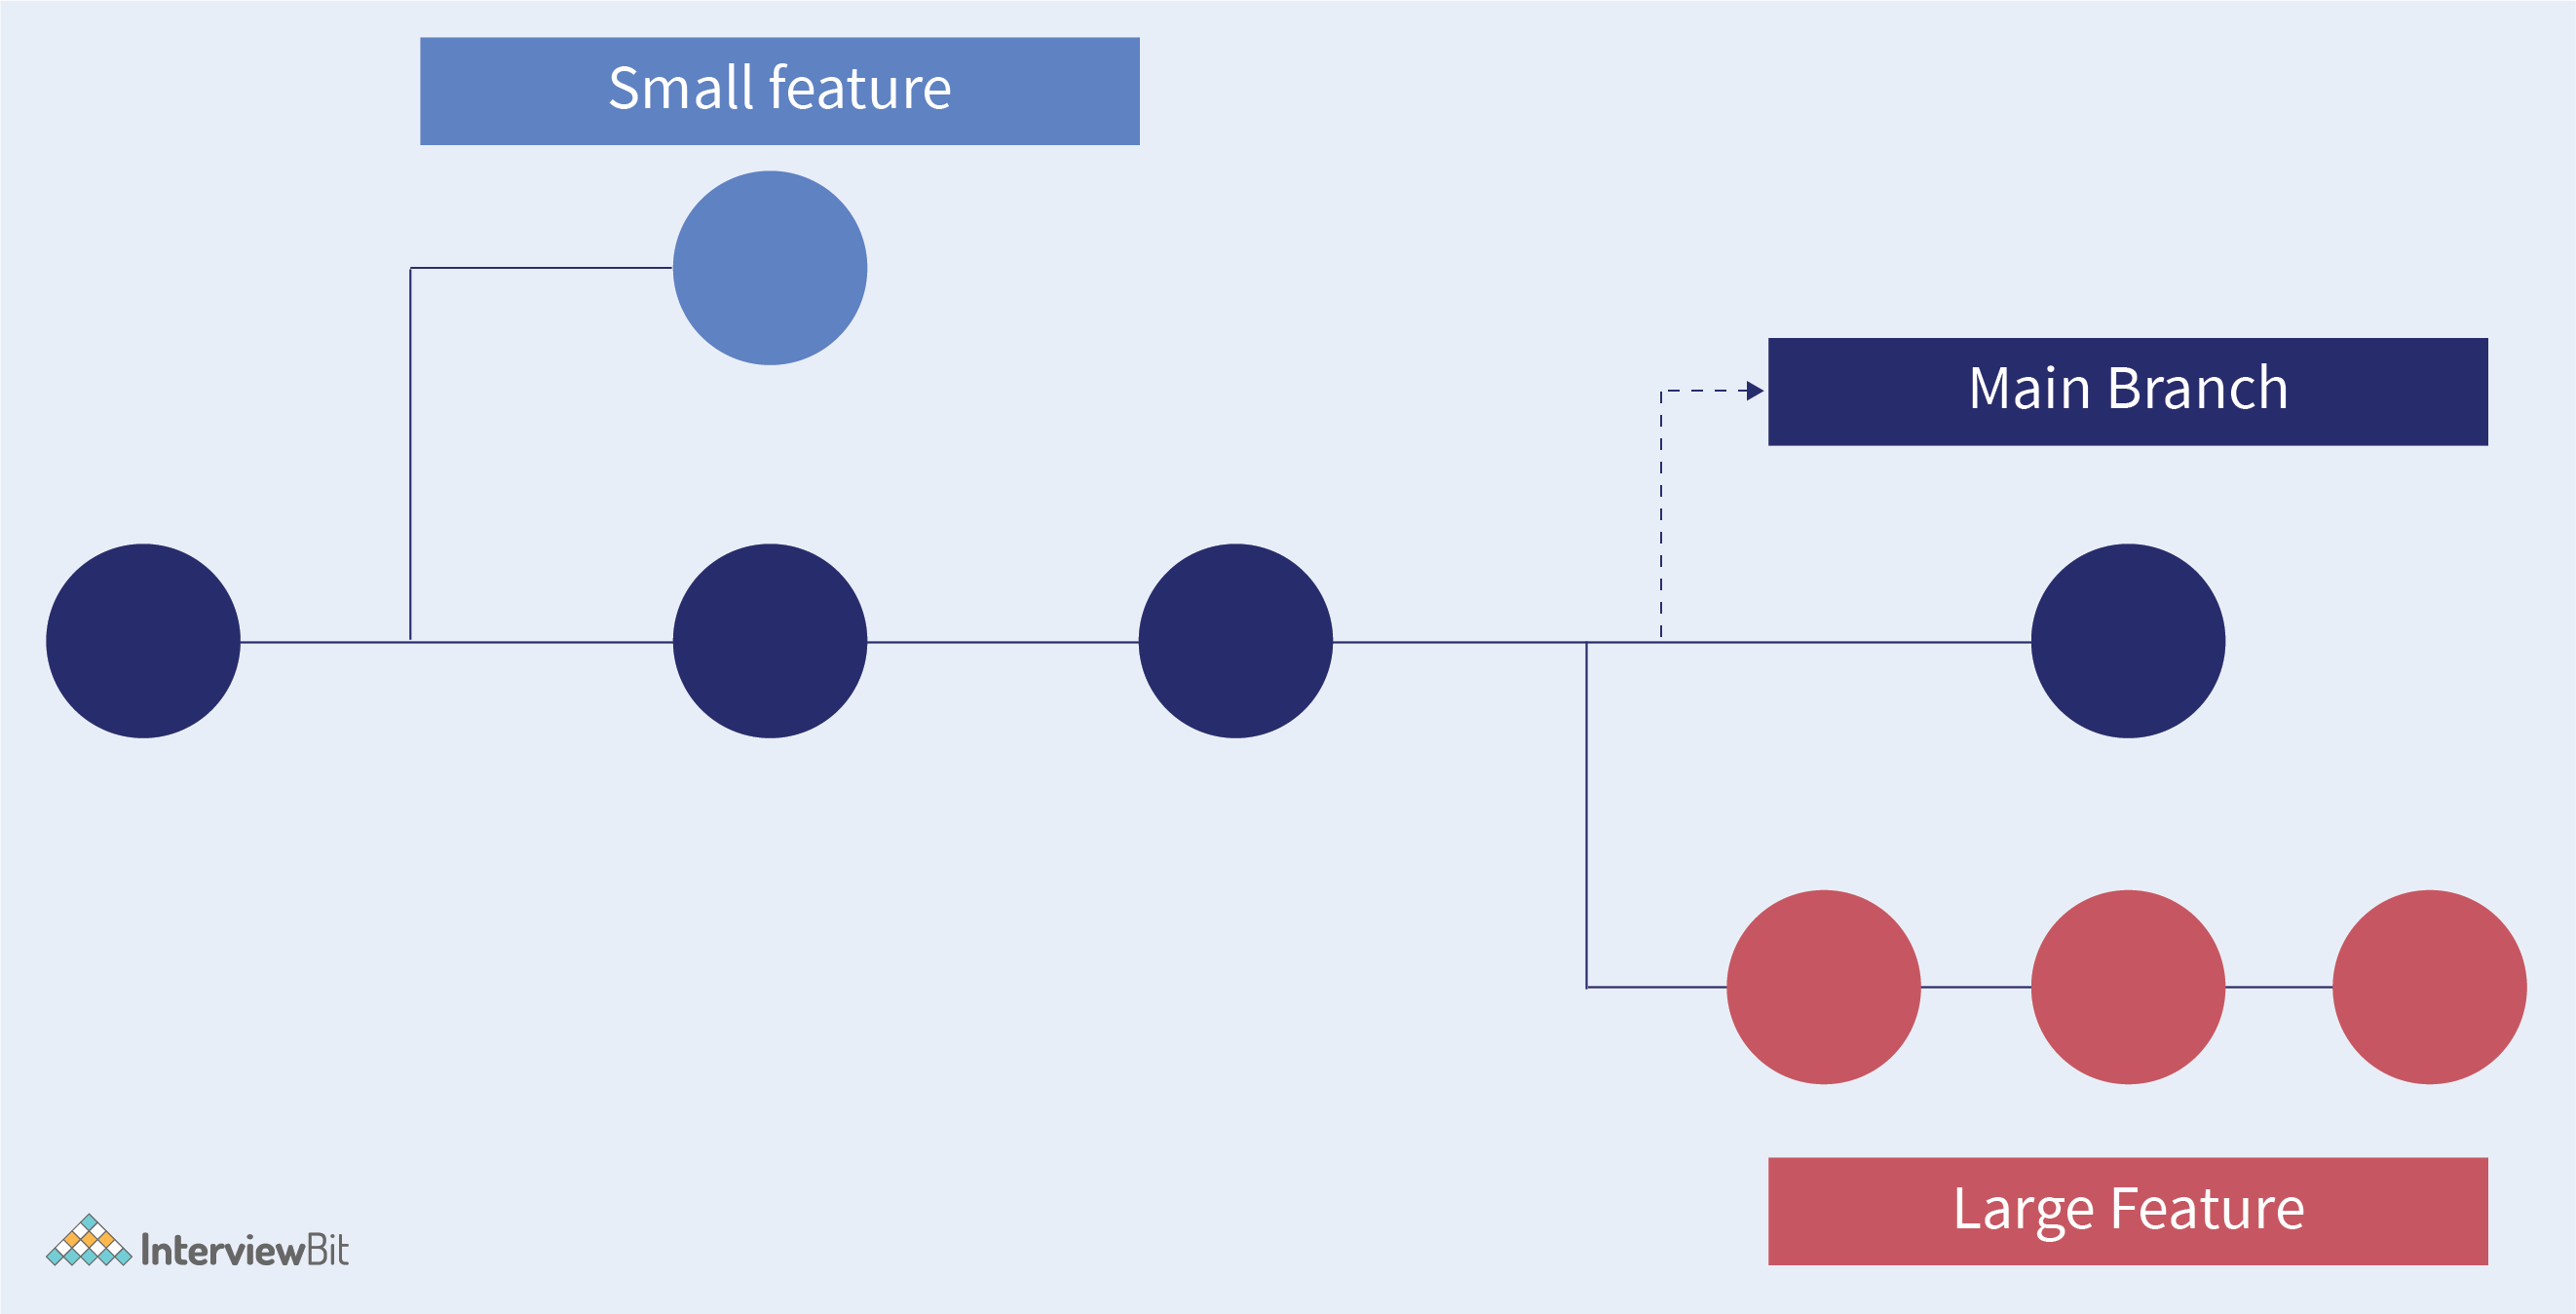 Small feature
Main Branch
Large Feature
InterviewBit